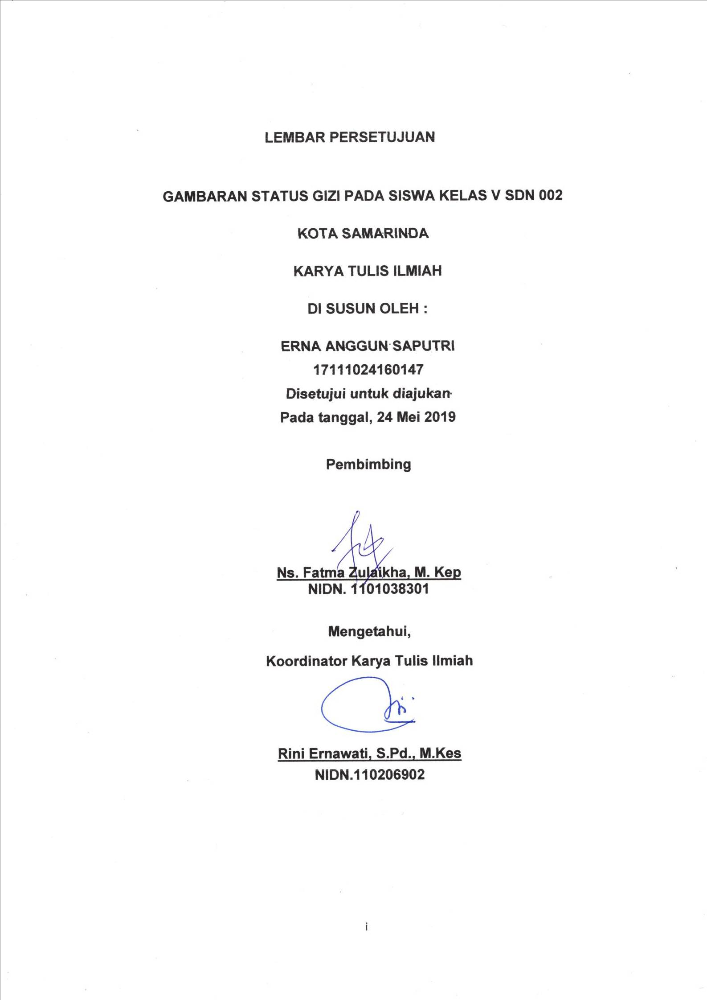 LEMBAR PERSETUJUAN
GAMBARAN STATUS GIZI PADA SISWA KELAS V SDN 002
KOTA SAMARINDA
KARYA TULIS ILMIAH
DI SUSUN OLEH :
ERNA ANGGUN SAPUTRI
17111024160147
Disetujui untuk diajukan
Pada tanggal, 24 Mei 2019
Pembimbing
Ns. Fatma Zulaikha, M. Kep
NIDN. 1101038301
Mengetahui,
Koordinator Karya Tulis Ilmiah
Rini Ernawati, S.Pd., M.Kes
NIDN.110206902
i